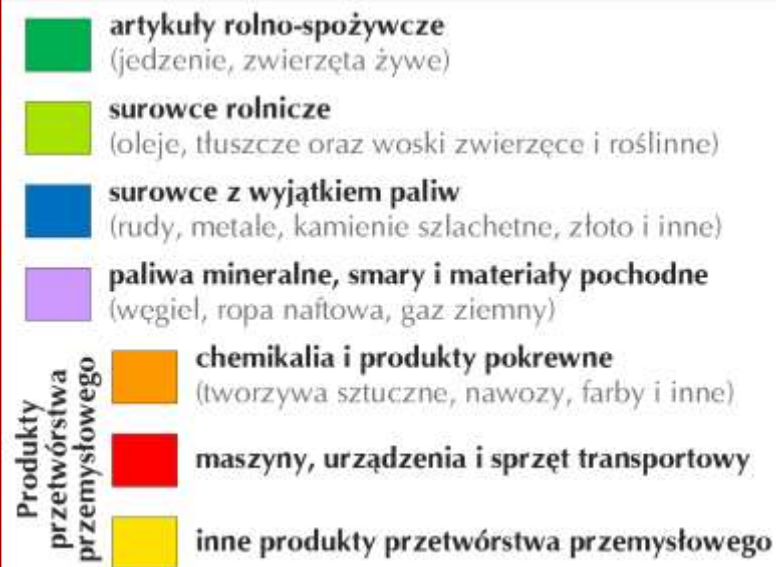 artykuły rolno-spożywcze
(jedzenie, zwierzęta żywe)
surowce rolnicze
(oleje, tłuszcze oraz woski zwierzęce i roślinne)
surowce z wyjątkiem paliw
(rudy, metale, kamienie szlachetne, złoto i inne)
paliwa mineralne, smary i materiały pochodne
(węgiel, ropa naftowa, gaz ziemny)
Produkty
przetwórstwa
przemysłowego
chemikalia i produkty pokrewne
(tworzywa sztuczne, nawozy, farby i inne)
maszyny, urządzenia i sprzęt transportowy
inne produkty przetwórstwa przemysłowego